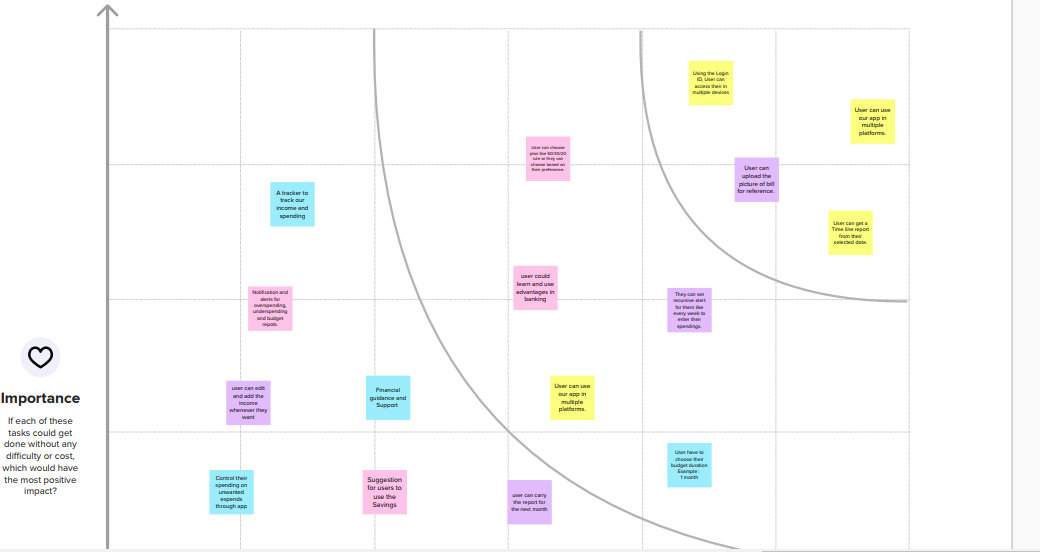 Using the Login
ID, User can
access their in
multiple devices
User can use
our app in
multiple
platforms.
User can choose
plan like 50/30/20
rule or they can
choose based on
their preference.
User can
upload the
picture of bill
for reference.
A tracker to
track our
income and
spending
User can get a
Time line report
from their
selected date.
user could
learn and use
advantages in
banking
Notification and
alerts for
overspending,
underspending
and budget
repots.
They can set
recursive alert
for them like
every week to
enter their
spendings.
Importance
If each of these
tasks could get
done without any
difficulty or cost,
which would have
the most positive
impact?
user can edit
and add the
income
whenever they
want
Financial
guidance and
Support
User can use
our app in
multiple
platforms.
User have to
choose their
budget duration
Example :
1 month
Control their
spending on
unwanted
expends
through app
Suggestion
for users to
use the
Savings
user can carry
the report for
the next month